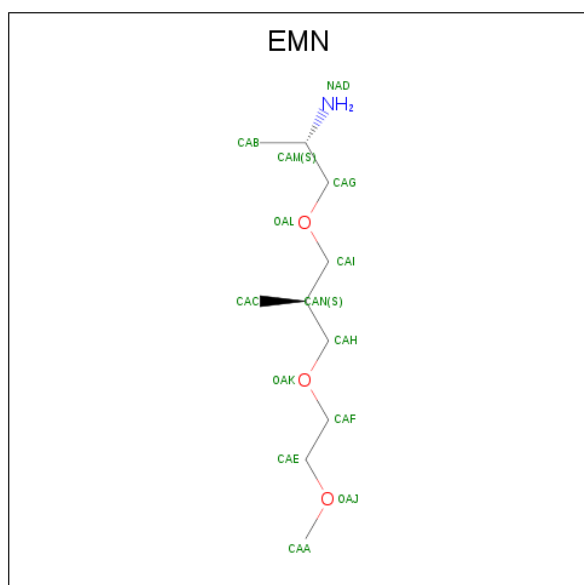 EMN
NAD
NH₂
CAB
CAM(S)
CAG
OAL O
CAI
CAC CAN(S)
CAH
OAK O
CAF
CAE
O OAJ
CAA